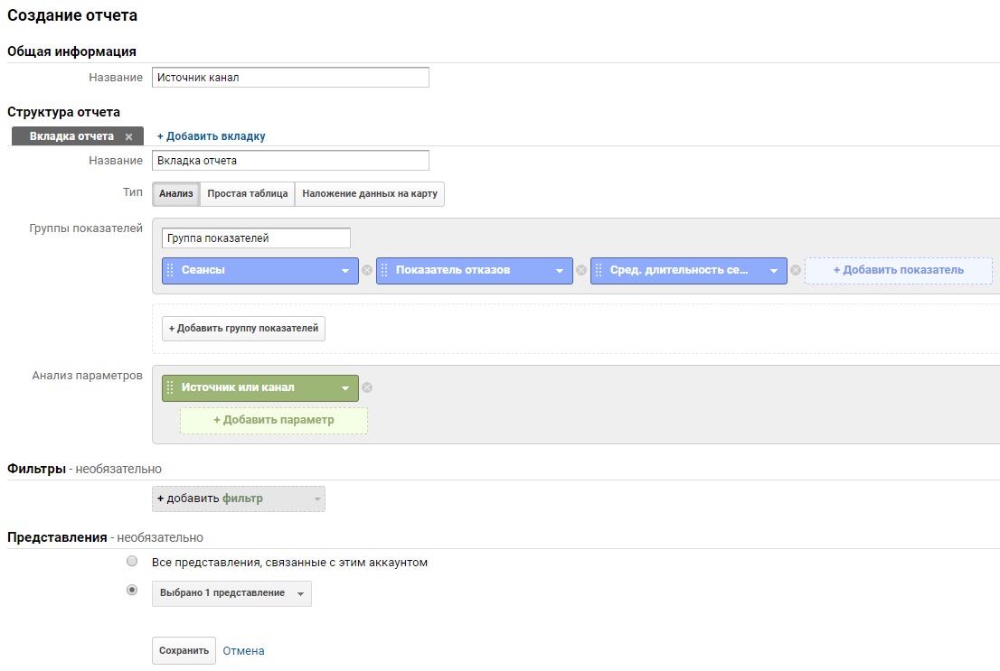 Создание отчета
Общая информация
Название Источник канал
Структура отчета
Вкладка отчета × + Добавить вкладку
Название Вкладка отчета
Тип Анализ Простая таблица Наложение данных на карту
Группы показателей
Группа показателей
Сеансы Показатель отказов Сред. длительность се... + Добавить показатель
+ Добавить группу показателей
Анализ параметров
Источник или канал
+ Добавить параметр
Фильтры - необязательно
+ добавить фильтр
Представления - необязательно
Все представления, связанные с этим аккаунтом
Выбрано 1 представление
Сохранить Отмена